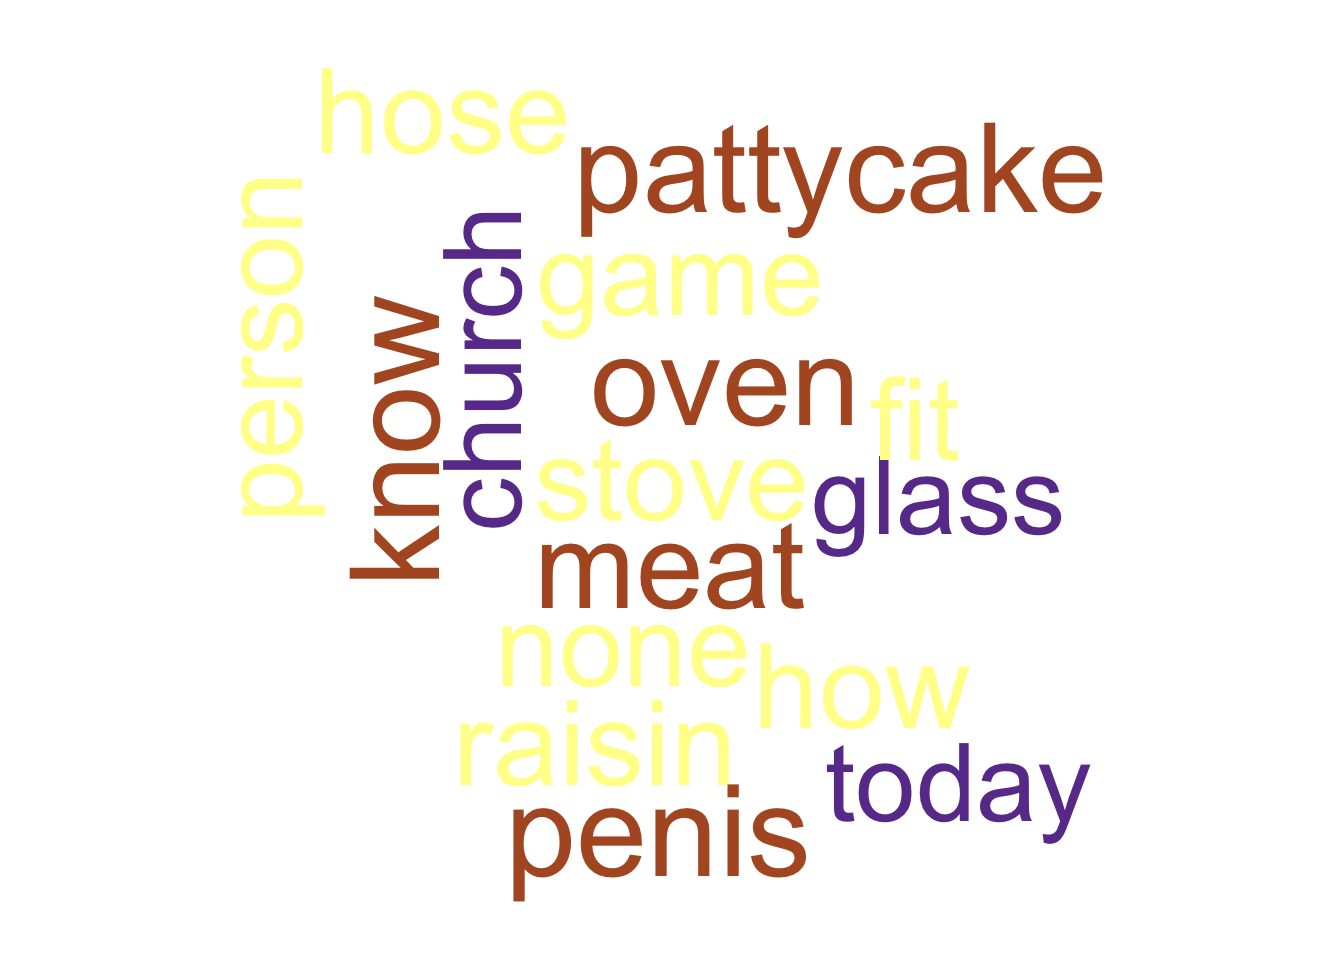 hose
pattycake
person
church
game
know
oven
fit
stove
glass
meat
none
how
raisin
today
penis